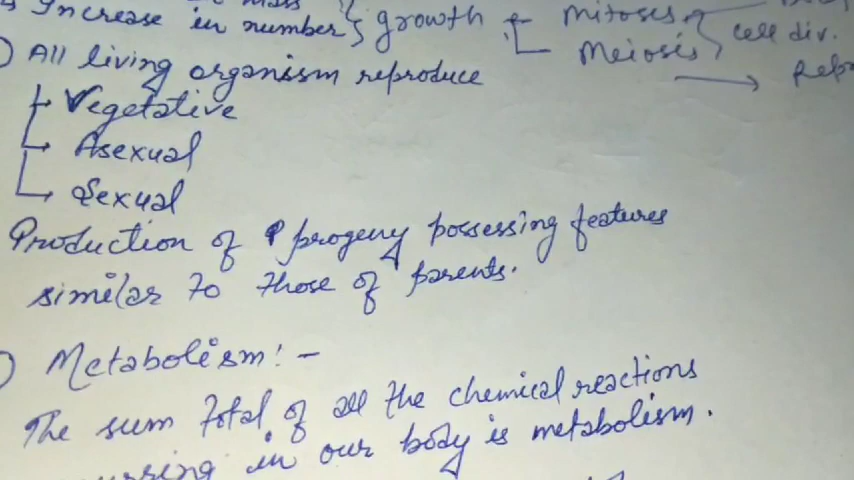 Increase in number } growth Mitosis
Meiosis } cell div.
All living organism reproduce
Vegetative
Asexual
Sexual
Production of progeny possessing features
similar to those of parents.
Metabolism! -
The sum total of all the chemical reactions
in our body is metabolism.